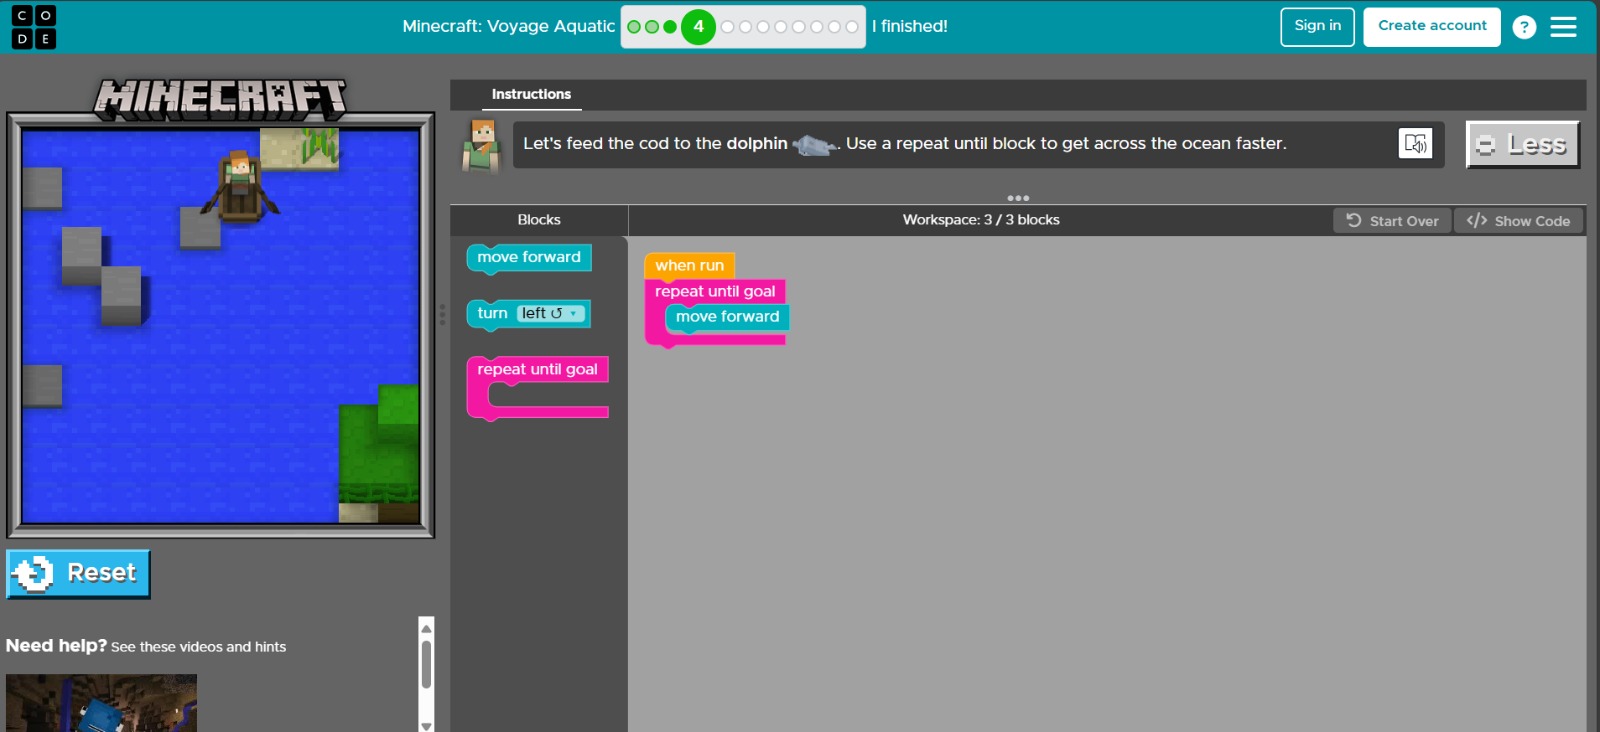 CODE
Minecraft: Voyage Aquatic
4
I finished!
Sign in
Create account
?
MINECRAFT
Instructions
Let's feed the cod to the dolphin. Use a repeat until block to get across the ocean faster.
Less
Blocks
Workspace: 3 / 3 blocks
Start Over
</> Show Code
move forward
turn left ↺
repeat until goal
when run
repeat until goal
move forward
Reset
Need help? See these videos and hints